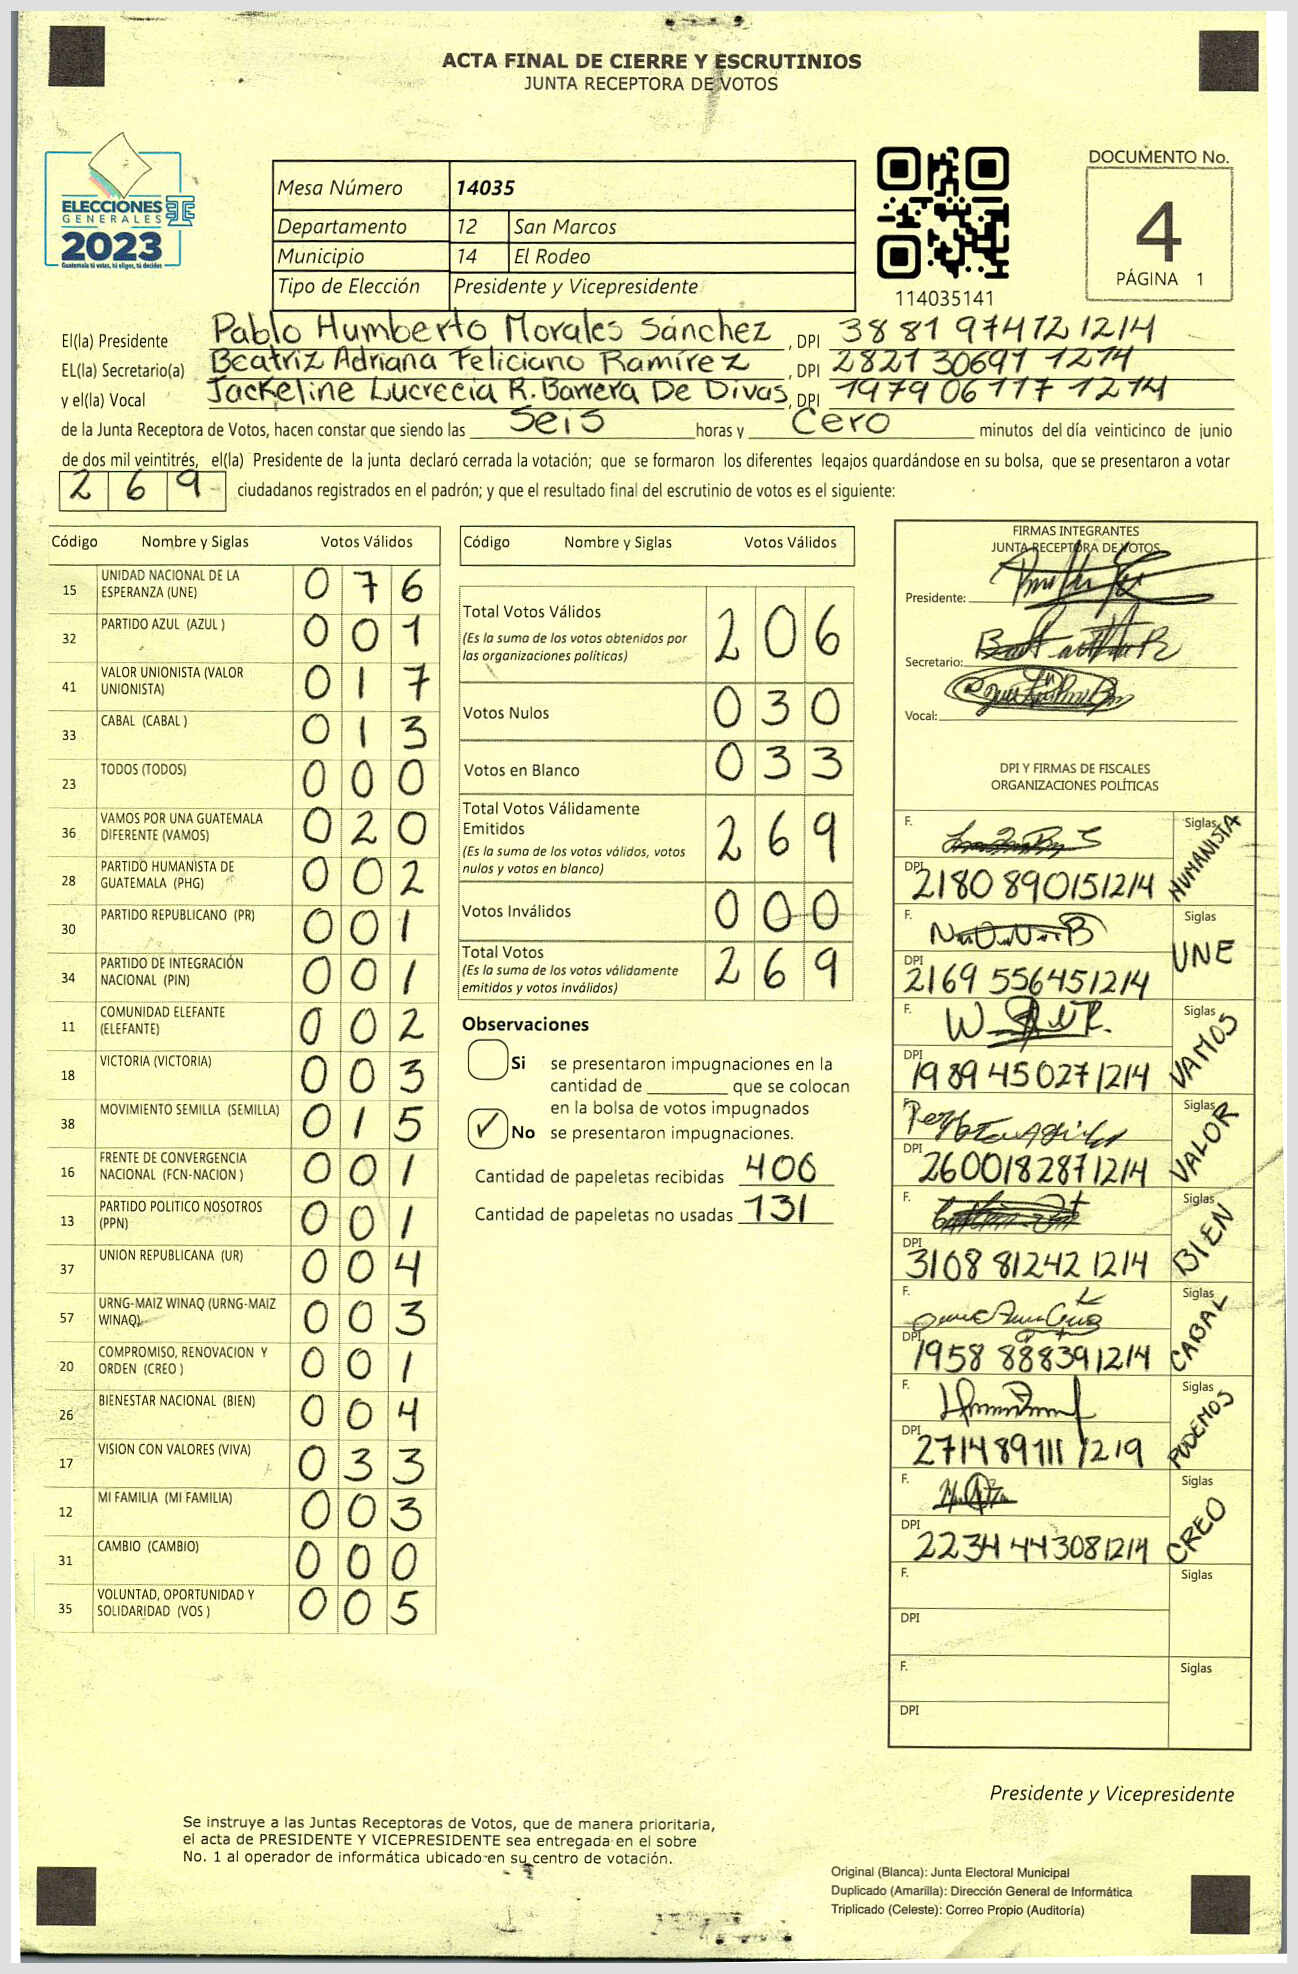 ACTA FINAL DE CIERRE Y ESCRUTINIOS
JUNTA RECEPTORA DE VOTOS
ELECCIONES
GENERALES
2023
Guatemala tú votas, tú eliges, tú decides
Mesa Número 14035
Departamento 12 San Marcos
Municipio 14 El Rodeo
Tipo de Elección Presidente y Vicepresidente
114035141
DOCUMENTO No.
4
PÁGINA 1
El(la) Presidente Pablo Humberto Morales Sánchez, DPI 3881 97412 1214
EL(la) Secretario(a) Beatriz Adriana Feliciano Ramírez, DPI 2821 30691 1214
y el(la) Vocal Jackeline Lucrecia R. Barrera De Divas, DPI 1979 06117 1214
de la Junta Receptora de Votos, hacen constar que siendo las Seis horas y Cero minutos del día veinticinco de junio
de dos mil veintitrés, el(la) Presidente de la junta declaró cerrada la votación; que se formaron los diferentes legajos guardándose en su bolsa, que se presentaron a votar
2 6 9 ciudadanos registrados en el padrón; y que el resultado final del escrutinio de votos es el siguiente:
Código Nombre y Siglas Votos Válidos
15 UNIDAD NACIONAL DE LA ESPERANZA (UNE) 0 7 6
32 PARTIDO AZUL (AZUL ) 0 0 1
41 VALOR UNIONISTA (VALOR UNIONISTA) 0 1 7
33 CABAL (CABAL ) 0 1 3
23 TODOS (TODOS) 0 0 0
36 VAMOS POR UNA GUATEMALA DIFERENTE (VAMOS) 0 2 0
28 PARTIDO HUMANISTA DE GUATEMALA (PHG) 0 0 2
30 PARTIDO REPUBLICANO (PR) 0 0 1
34 PARTIDO DE INTEGRACIÓN NACIONAL (PIN) 0 0 1
11 COMUNIDAD ELEFANTE (ELEFANTE) 0 0 2
18 VICTORIA (VICTORIA) 0 0 3
38 MOVIMIENTO SEMILLA (SEMILLA) 0 1 5
16 FRENTE DE CONVERGENCIA NACIONAL (FCN-NACION ) 0 0 1
13 PARTIDO POLITICO NOSOTROS (PPN) 0 0 1
37 UNION REPUBLICANA (UR) 0 0 4
57 URNG-MAIZ WINAQ (URNG-MAIZ WINAQ) 0 0 3
20 COMPROMISO, RENOVACION Y ORDEN (CREO ) 0 0 1
26 BIENESTAR NACIONAL (BIEN) 0 0 4
17 VISION CON VALORES (VIVA) 0 3 3
12 MI FAMILIA (MI FAMILIA) 0 0 3
31 CAMBIO (CAMBIO) 0 0 0
35 VOLUNTAD, OPORTUNIDAD Y SOLIDARIDAD (VOS ) 0 0 5
Código Nombre y Siglas Votos Válidos
Total Votos Válidos 2 0 6
(Es la suma de los votos obtenidos por
las organizaciones políticas)
Votos Nulos 0 3 0
Votos en Blanco 0 3 3
Total Votos Válidamente
Emitidos 2 6 9
(Es la suma de los votos válidos, votos
nulos y votos en blanco)
Votos Inválidos 0 0 0
Total Votos 2 6 9
(Es la suma de los votos válidamente
emitidos y votos inválidos)
Observaciones
Si se presentaron impugnaciones en la
cantidad de ________ que se colocan
en la bolsa de votos impugnados
✓ No se presentaron impugnaciones.
Cantidad de papeletas recibidas 400
Cantidad de papeletas no usadas 131
FIRMAS INTEGRANTES
JUNTA RECEPTORA DE VOTOS
Presidente:
Secretario:
Vocal:
DPI Y FIRMAS DE FISCALES
ORGANIZACIONES POLÍTICAS
F. Siglas HUMANISTA
DPI 2180 89015 1214
F. Siglas UNE
DPI 2169 55645 1214
F. Siglas VAMOS
DPI 1989 45027 1214
F. Siglas VALOR
DPI 2600 18287 1214
F. Siglas BIEN
DPI 3108 81242 1214
F. Siglas CABAL
DPI 1958 88839 1214
F. Siglas PODEMOS
DPI 2714 89111 1219
F. Siglas CREO
DPI 2234 44308 1214
F. Siglas
DPI
F. Siglas
DPI
Presidente y Vicepresidente
Se instruye a las Juntas Receptoras de Votos, que de manera prioritaria,
el acta de PRESIDENTE Y VICEPRESIDENTE sea entregada en el sobre
No. 1 al operador de informática ubicado en su centro de votación.
Original (Blanca): Junta Electoral Municipal
Duplicado (Amarilla): Dirección General de Informática
Triplicado (Celeste): Correo Propio (Auditoría)